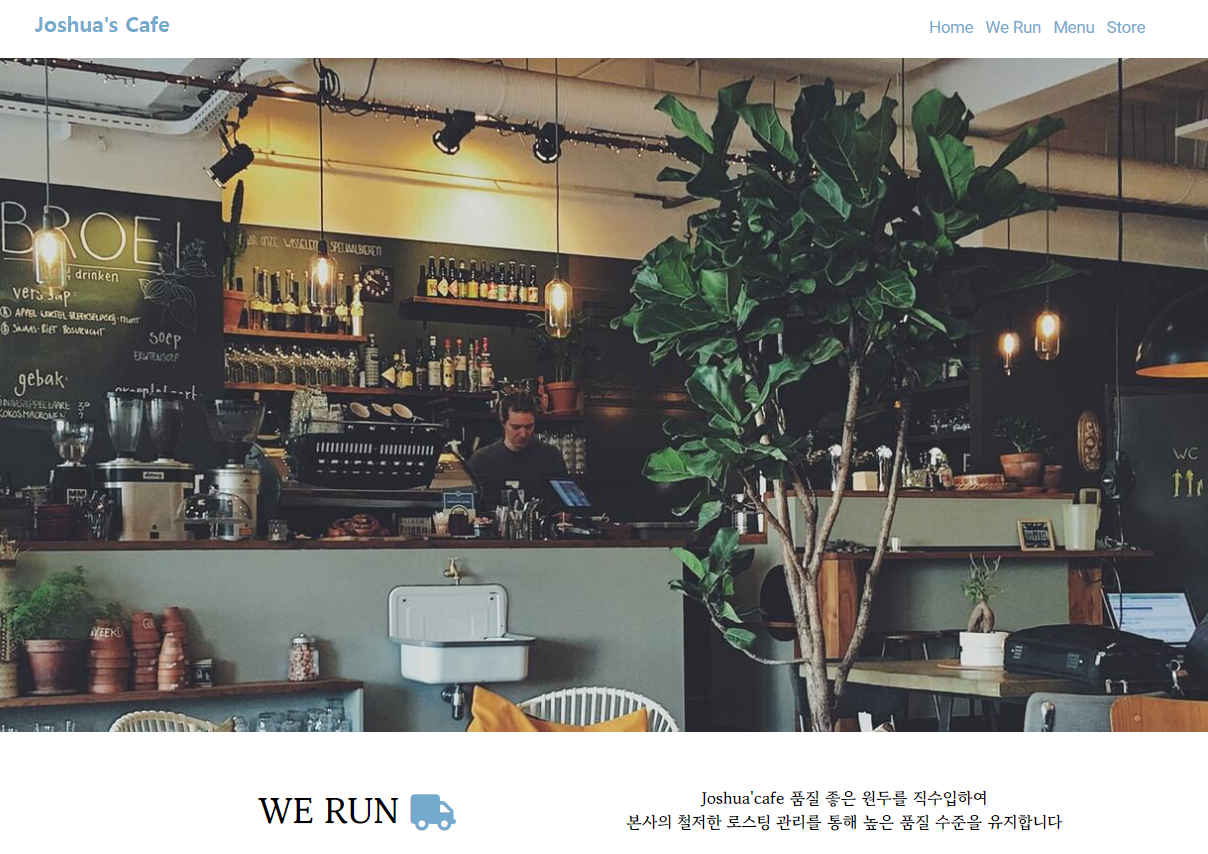 Joshua's Cafe
Home We Run Menu Store
BROEI
drinken
vers sap
soep
ERWTENSOEP
gebak
KOKOSMACRONEN
WC
WE RUN
Joshua'cafe 품질 좋은 원두를 직수입하여
본사의 철저한 로스팅 관리를 통해 높은 품질 수준을 유지합니다